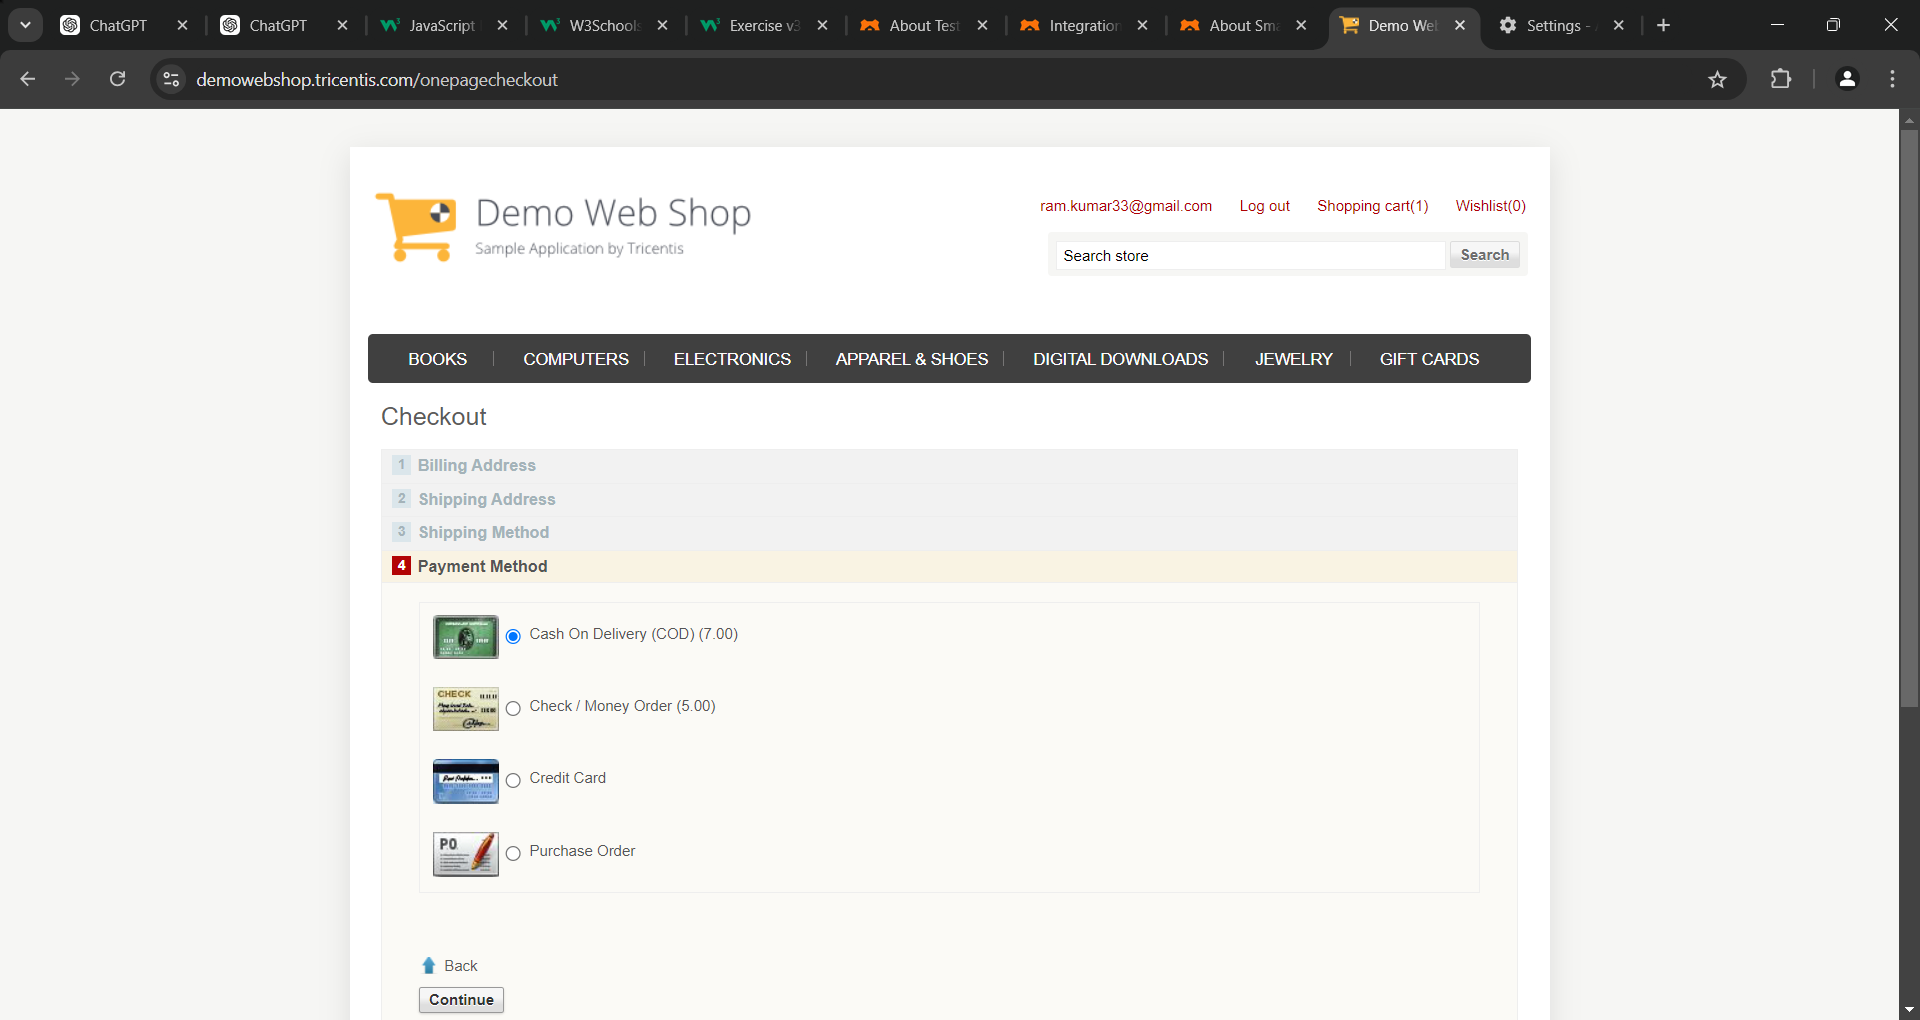 ChatGPT
ChatGPT
JavaScript
W3Schools
Exercise v3
About Test
Integration
About Sma
Demo Web
Settings -
demowebshop.tricentis.com/onepagecheckout
Demo Web Shop
Sample Application by Tricentis
ram.kumar33@gmail.com Log out Shopping cart(1) Wishlist(0)
Search store Search
BOOKS COMPUTERS ELECTRONICS APPAREL & SHOES DIGITAL DOWNLOADS JEWELRY GIFT CARDS
Checkout
1 Billing Address
2 Shipping Address
3 Shipping Method
4 Payment Method
Cash On Delivery (COD) (7.00)
CHECK
Check / Money Order (5.00)
Credit Card
PO
Purchase Order
Back
Continue